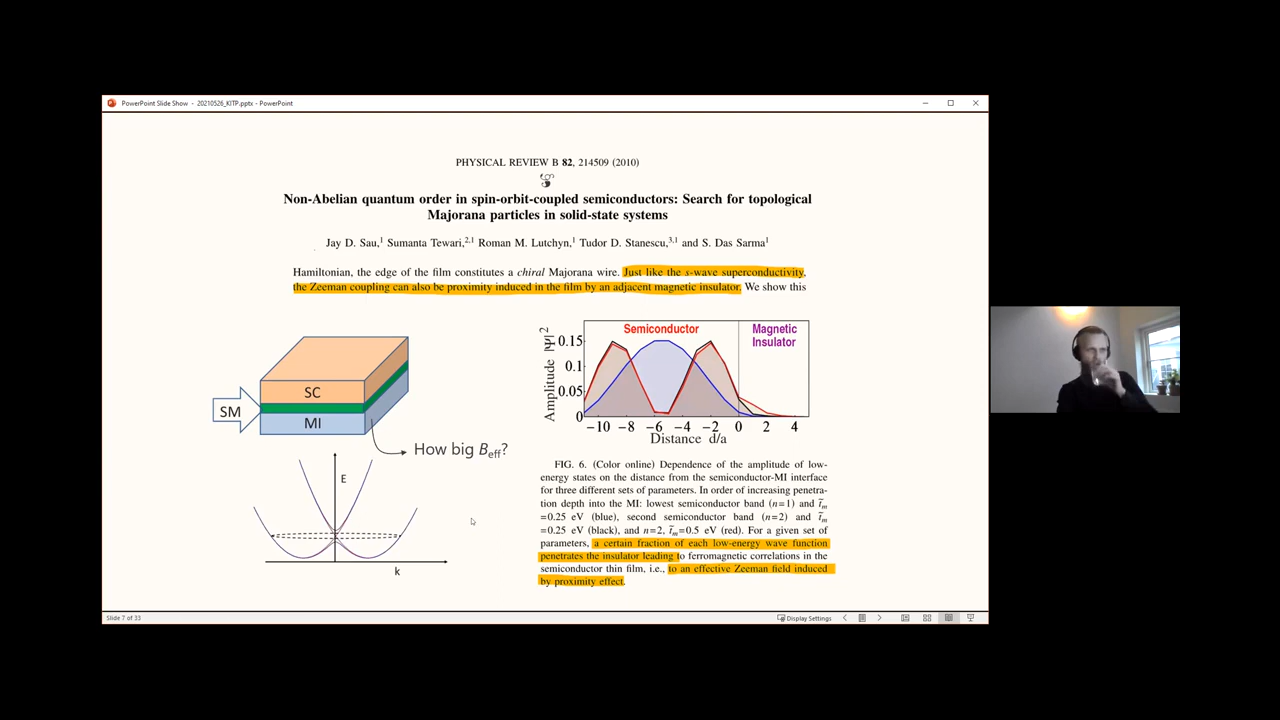 PowerPoint Slide Show - 20210526_KITP.pptx - PowerPoint
PHYSICAL REVIEW B 82, 214509 (2010)
Non-Abelian quantum order in spin-orbit-coupled semiconductors: Search for topological
Majorana particles in solid-state systems
Jay D. Sau,¹ Sumanta Tewari,²,¹ Roman M. Lutchyn,¹ Tudor D. Stanescu,³,¹ and S. Das Sarma¹
Hamiltonian, the edge of the film constitutes a chiral Majorana wire. Just like the s-wave superconductivity,
the Zeeman coupling can also be proximity induced in the film by an adjacent magnetic insulator. We show this
SC
SM
MI
How big Beff?
E
k
Semiconductor
Magnetic
Insulator
Amplitude |Ψ|²
0.15
0.1
0.05
0
−10 −8 −6 −4 −2 0 2 4
Distance d/a
FIG. 6. (Color online) Dependence of the amplitude of low-
energy states on the distance from the semiconductor-MI interface
for three different sets of parameters. In order of increasing penetra-
tion depth into the MI: lowest semiconductor band (n=1) and t̃m
=0.25 eV (blue), second semiconductor band (n=2) and t̃m
=0.25 eV (black), and n=2, t̃m=0.5 eV (red). For a given set of
parameters, a certain fraction of each low-energy wave function
penetrates the insulator leading to ferromagnetic correlations in the
semiconductor thin film, i.e., to an effective Zeeman field induced
by proximity effect.
Slide 7 of 33
Display Settings